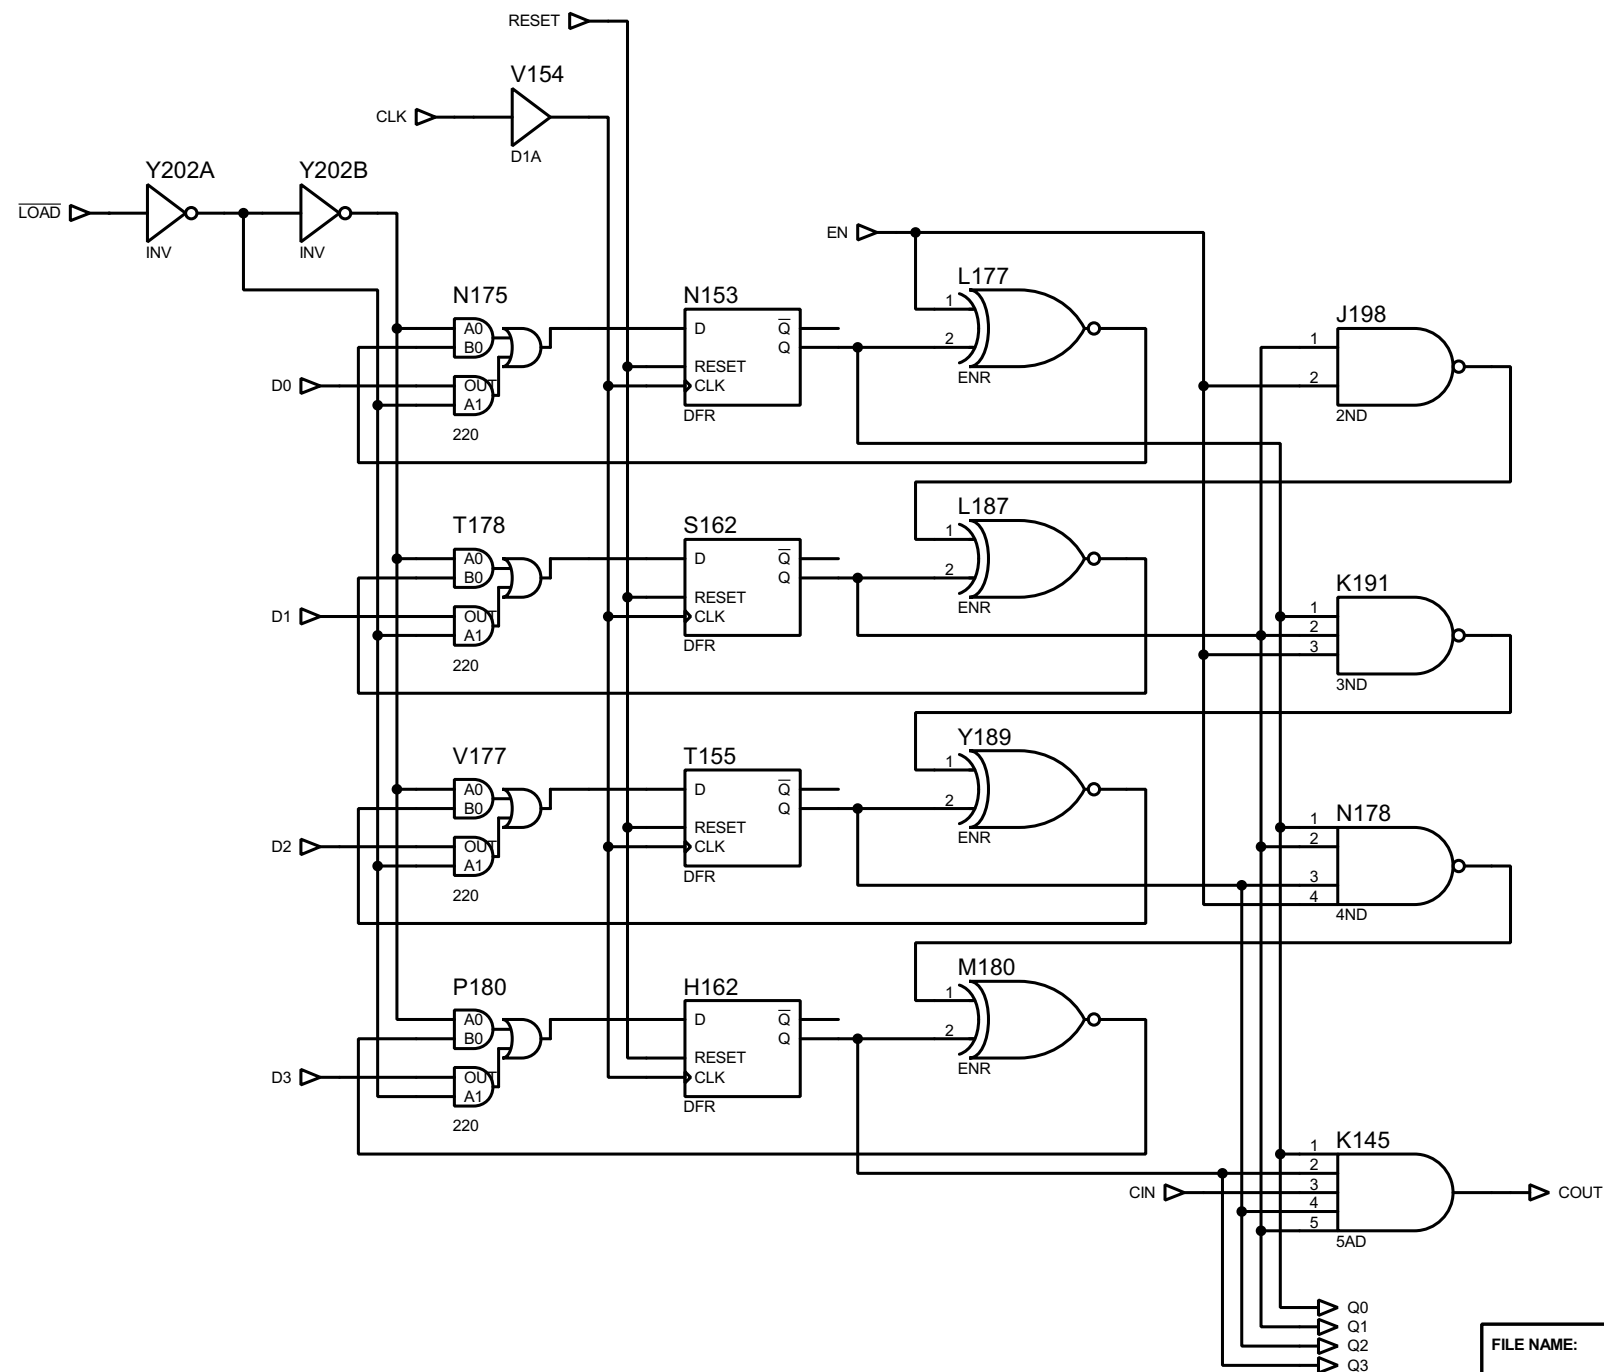 RESET
V154
CLK
D1A
Y202A
Y202B
LOAD
INV
INV
EN
N175
A0
B0
OUT
A1
220
D0
N153
D
Q
Q
RESET
CLK
DFR
L177
1
2
ENR
J198
1
2
2ND
T178
A0
B0
OUT
A1
220
D1
S162
D
Q
Q
RESET
CLK
DFR
L187
1
2
ENR
K191
1
2
3
3ND
V177
A0
B0
OUT
A1
220
D2
T155
D
Q
Q
RESET
CLK
DFR
Y189
1
2
ENR
N178
1
2
3
4
4ND
P180
A0
B0
OUT
A1
220
D3
H162
D
Q
Q
RESET
CLK
DFR
M180
1
2
ENR
K145
1
2
3
4
5
5AD
CIN
COUT
Q0
Q1
Q2
Q3
FILE NAME: